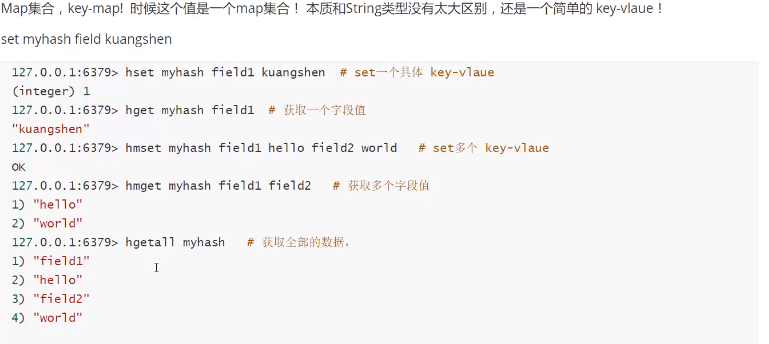 Map集合，key-map! 时候这个值是一个map集合！ 本质和String类型没有太大区别，还是一个简单的 key-vlaue！
set myhash field kuangshen
127.0.0.1:6379> hset myhash field1 kuangshen  # set一个具体 key-vlaue
(integer) 1
127.0.0.1:6379> hget myhash field1  # 获取一个字段值
"kuangshen"
127.0.0.1:6379> hmset myhash field1 hello field2 world   # set多个 key-vlaue
OK
127.0.0.1:6379> hmget myhash field1 field2   # 获取多个字段值
1) "hello"
2) "world"
127.0.0.1:6379> hgetall myhash   # 获取全部的数据，
1) "field1"
2) "hello"
3) "field2"
4) "world"